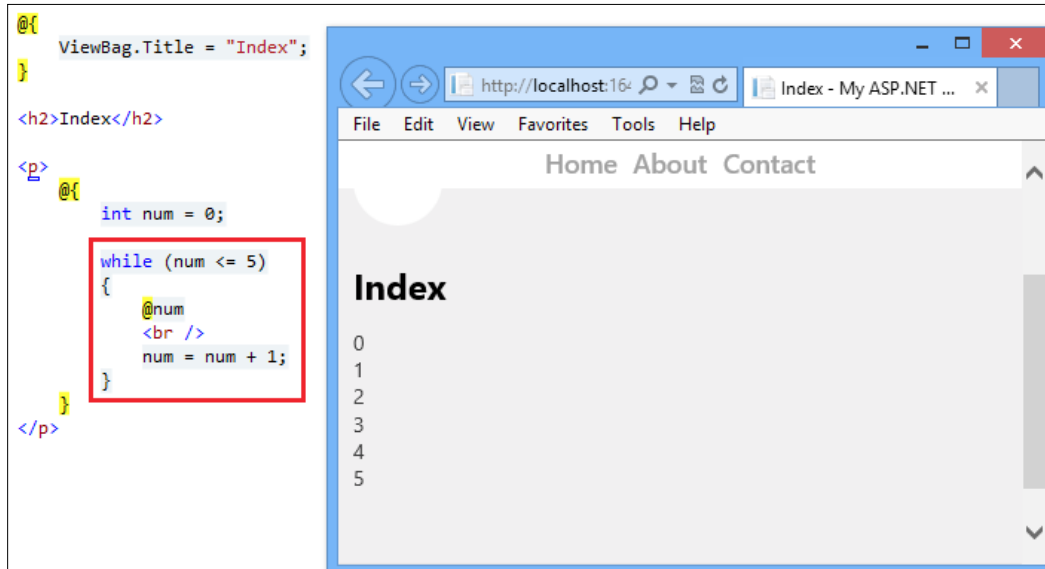 @{
ViewBag.Title = "Index";
}
<h2>Index</h2>
<p>
@{
int num = 0;
while (num <= 5)
{
@num
<br />
num = num + 1;
}
}
</p>
http://localhost:164
Index - My ASP.NET ...
File Edit View Favorites Tools Help
Home About Contact
Index
0
1
2
3
4
5